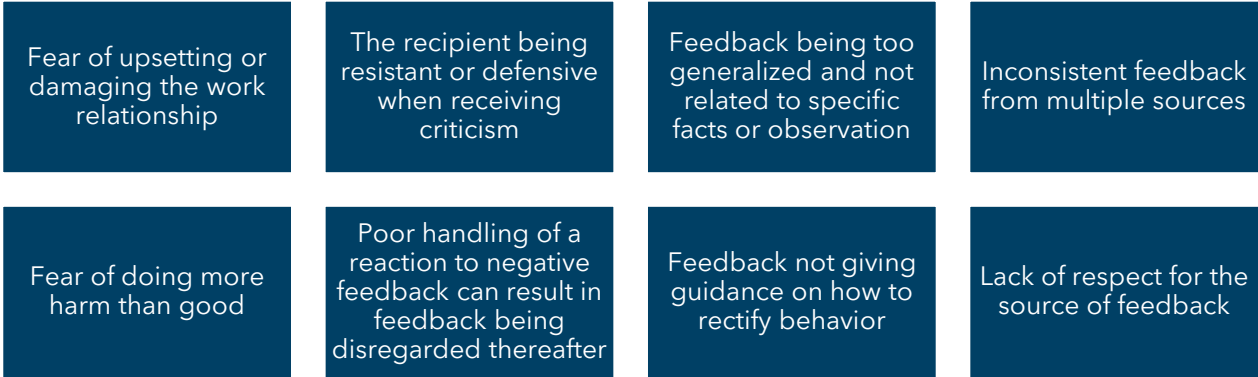 Fear of upsetting or
damaging the work
relationship
The recipient being
resistant or defensive
when receiving
criticism
Feedback being too
generalized and not
related to specific
facts or observation
Inconsistent feedback
from multiple sources
Fear of doing more
harm than good
Poor handling of a
reaction to negative
feedback can result in
feedback being
disregarded thereafter
Feedback not giving
guidance on how to
rectify behavior
Lack of respect for the
source of feedback